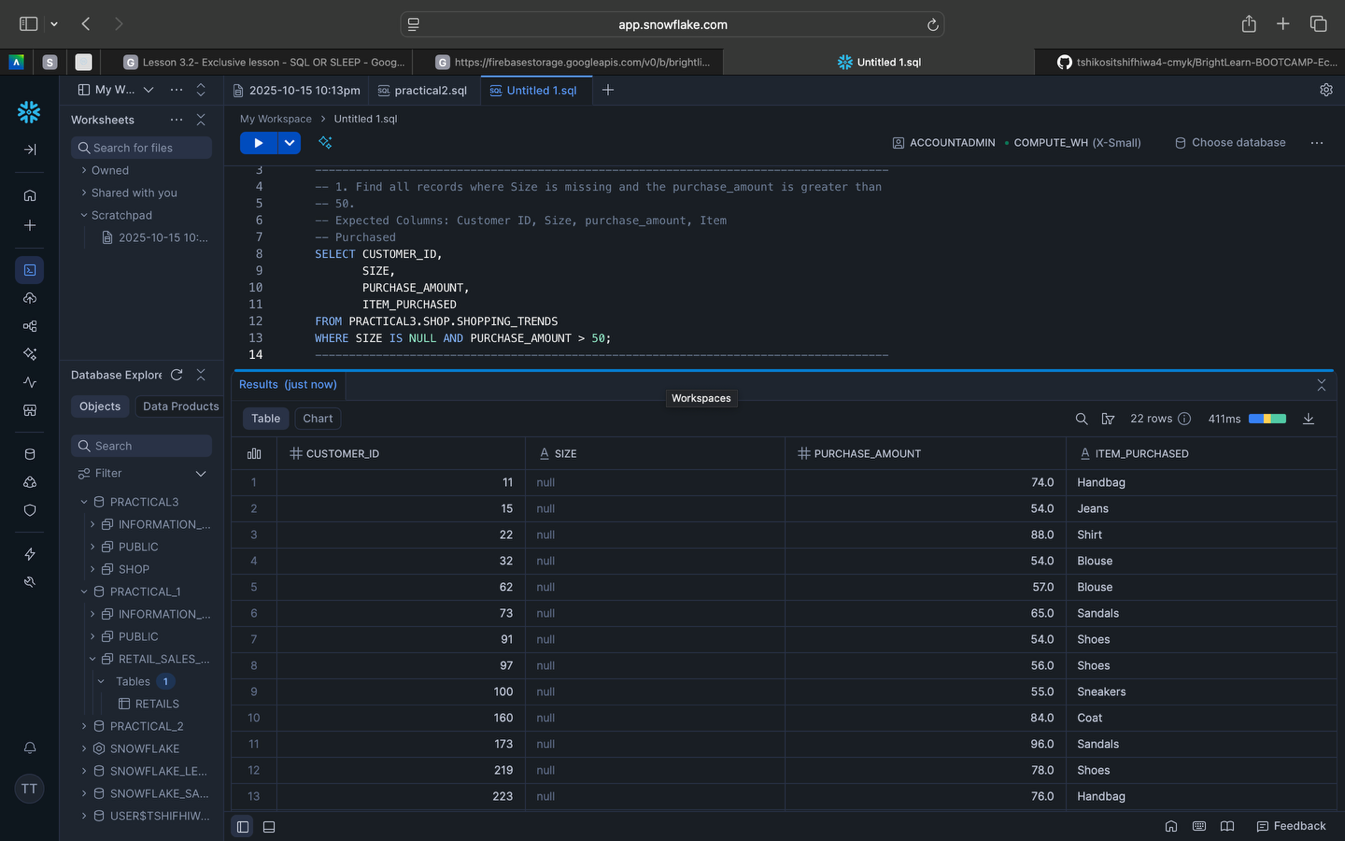 app.snowflake.com
S
G Lesson 3.2- Exclusive lesson - SQL OR SLEEP - Goog...
G https://firebasestorage.googleapis.com/v0/b/brightli...
Untitled 1.sql
tshikositshifhiwa4-cmyk/BrightLearn-BOOTCAMP-Ec...
My W...
2025-10-15 10:13pm
SQL practical2.sql
SQL Untitled 1.sql
Worksheets
Search for files
Owned
Shared with you
Scratchpad
2025-10-15 10:...
My Workspace > Untitled 1.sql
ACCOUNTADMIN • COMPUTE_WH (X-Small)
Choose database
3 --------------------------------------------------------------------------------
4 -- 1. Find all records where Size is missing and the purchase_amount is greater than
5 -- 50.
6 -- Expected Columns: Customer ID, Size, purchase_amount, Item
7 -- Purchased
8 SELECT CUSTOMER_ID,
9 SIZE,
10 PURCHASE_AMOUNT,
11 ITEM_PURCHASED
12 FROM PRACTICAL3.SHOP.SHOPPING_TRENDS
13 WHERE SIZE IS NULL AND PURCHASE_AMOUNT > 50;
14 --------------------------------------------------------------------------------
Database Explore
Objects
Data Products
Search
Filter
PRACTICAL3
INFORMATION_...
PUBLIC
SHOP
PRACTICAL_1
INFORMATION_...
PUBLIC
RETAIL_SALES_...
Tables 1
RETAILS
PRACTICAL_2
SNOWFLAKE
SNOWFLAKE_LE...
SNOWFLAKE_SA...
USER$TSHIFHIW...
TT
Results (just now)
Workspaces
Table
Chart
22 rows
411ms
CUSTOMER_ID A SIZE PURCHASE_AMOUNT A ITEM_PURCHASED
1 11 null 74.0 Handbag
2 15 null 54.0 Jeans
3 22 null 88.0 Shirt
4 32 null 54.0 Blouse
5 62 null 57.0 Blouse
6 73 null 65.0 Sandals
7 91 null 54.0 Shoes
8 97 null 56.0 Shoes
9 100 null 55.0 Sneakers
10 160 null 84.0 Coat
11 173 null 96.0 Sandals
12 219 null 78.0 Shoes
13 223 null 76.0 Handbag
Feedback